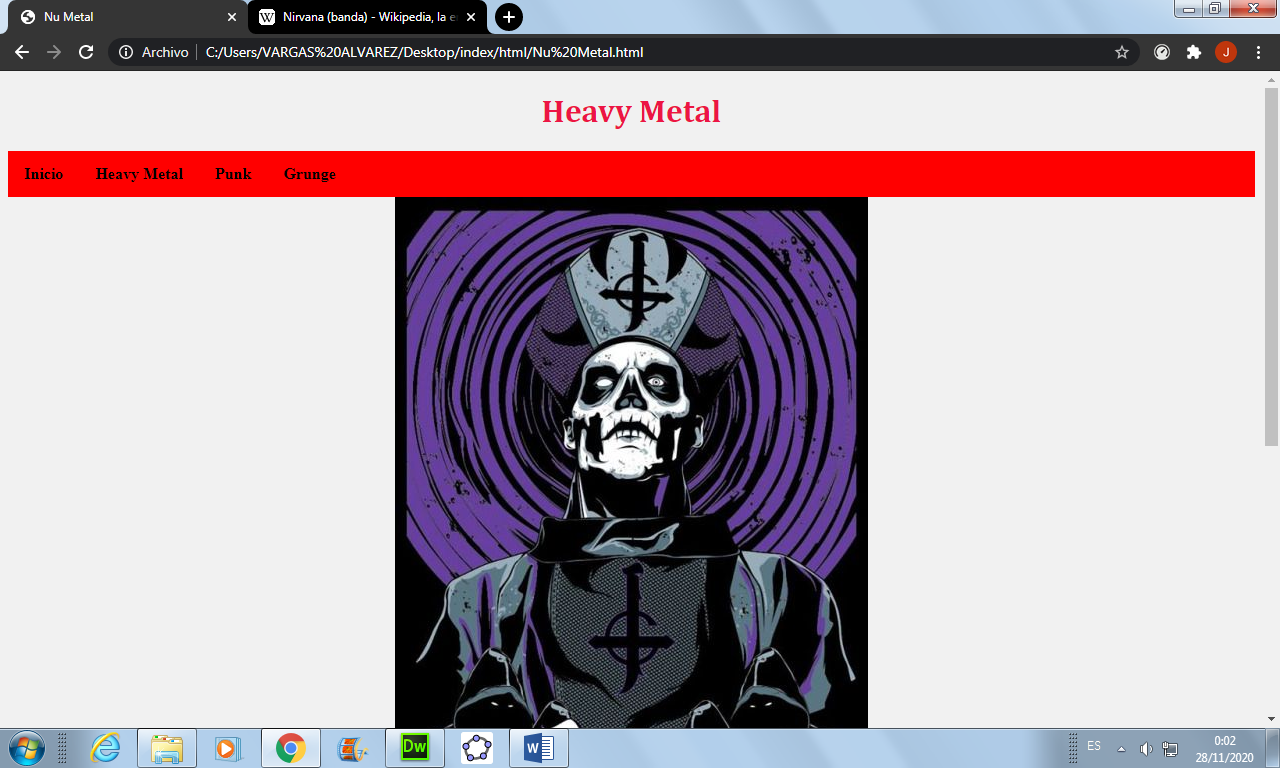 Nu Metal
Nirvana (banda) - Wikipedia, la e
Archivo C:/Users/VARGAS%20ALVAREZ/Desktop/index/html/Nu%20Metal.html
J
Heavy Metal
Inicio Heavy Metal Punk Grunge
Dw
ES
0:02
28/11/2020